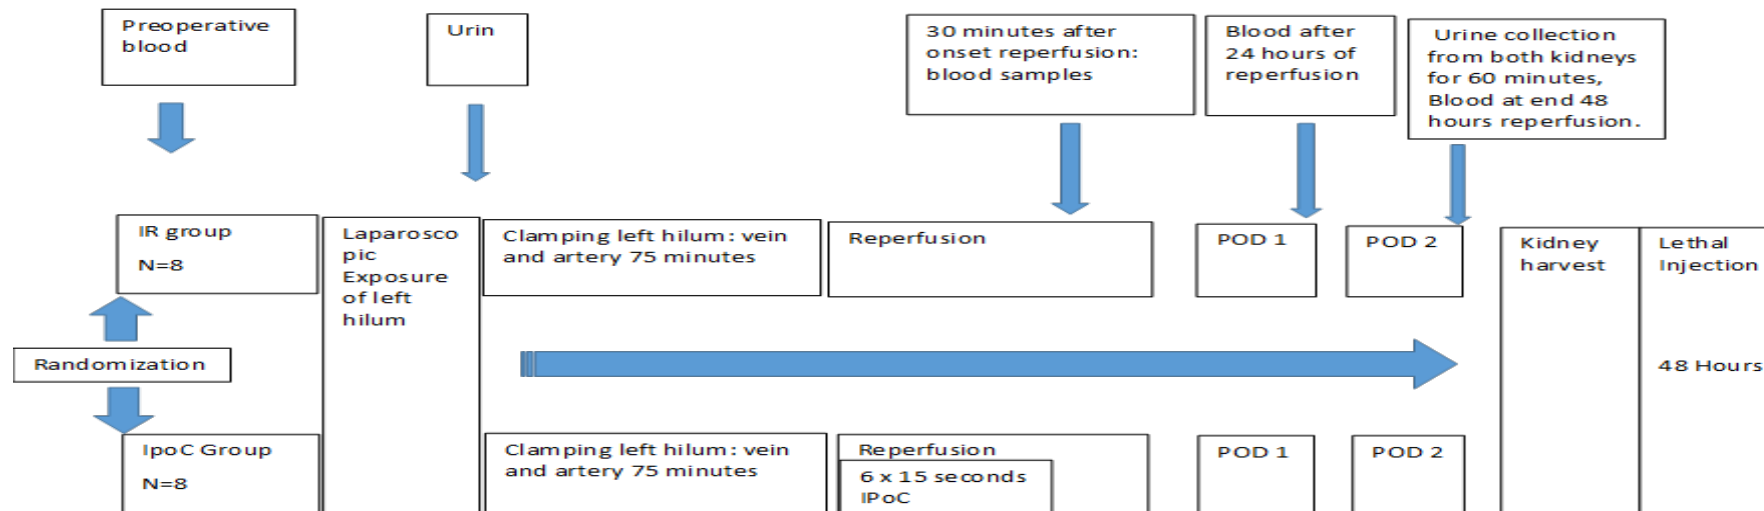 Preoperative
blood
Urin
30 minutes after
onset reperfusion:
blood samples
Blood after
24 hours of
reperfusion
Urine collection
from both kidneys
for 60 minutes,
Blood at end 48
hours reperfusion.
IR group
N=8
Laparosco
pic
Exposure
of left
hilum
Clamping left hilum: vein
and artery 75 minutes
Reperfusion
POD 1
POD 2
Kidney
harvest
Lethal
Injection
48 Hours
Randomization
IpoC Group
N=8
Clamping left hilum: vein
and artery 75 minutes
Reperfusion
6 x 15 seconds
IPoC
POD 1
POD 2